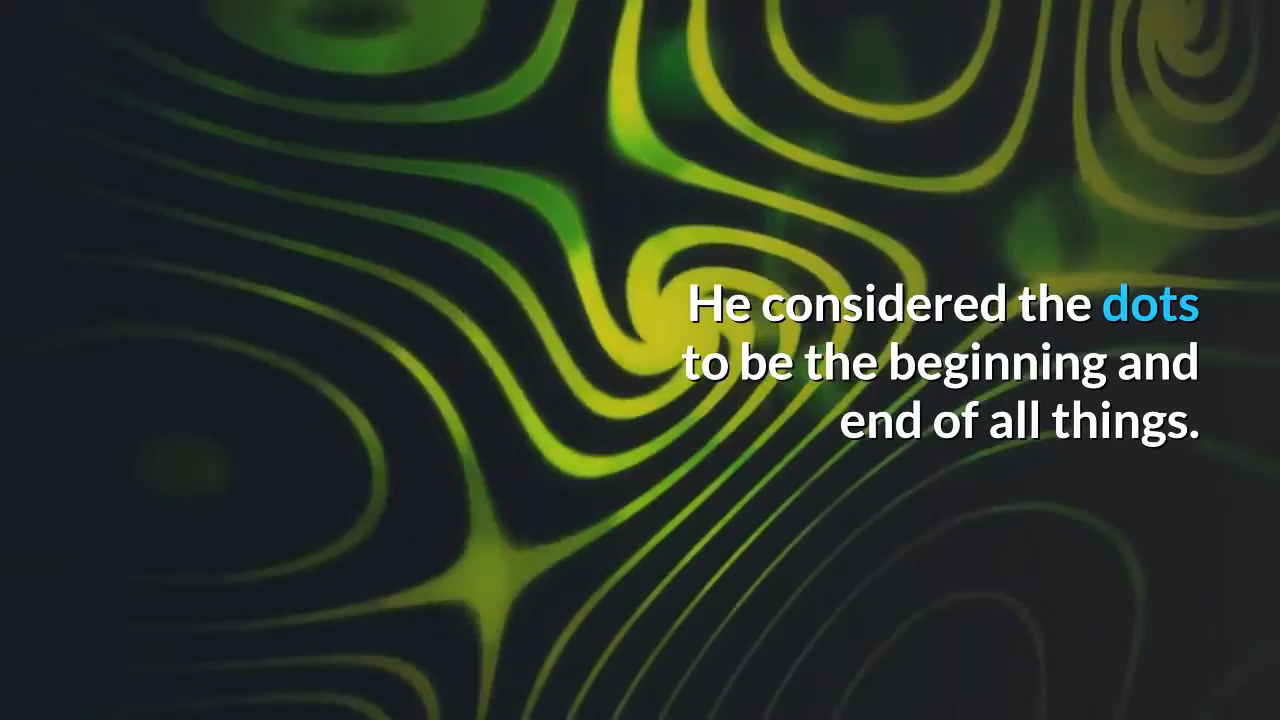 He considered the dots
to be the beginning and
end of all things.